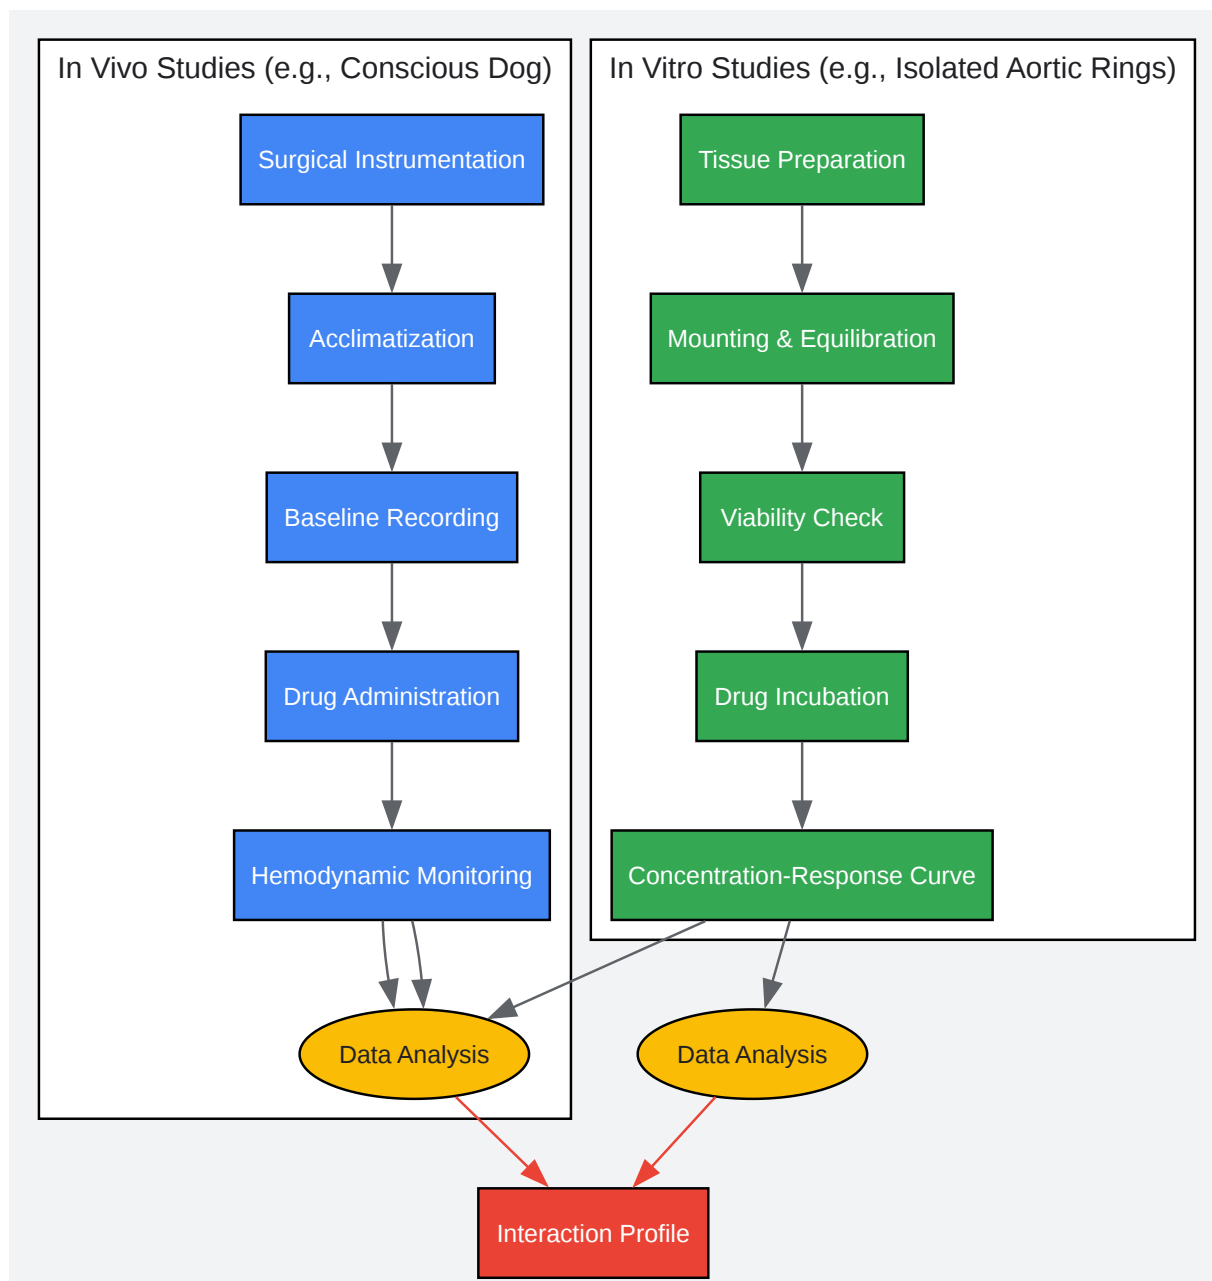 In Vivo Studies (e.g., Conscious Dog)
Surgical Instrumentation
Acclimatization
Baseline Recording
Drug Administration
Hemodynamic Monitoring
Data Analysis
In Vitro Studies (e.g., Isolated Aortic Rings)
Tissue Preparation
Mounting & Equilibration
Viability Check
Drug Incubation
Concentration-Response Curve
Data Analysis
Interaction Profile